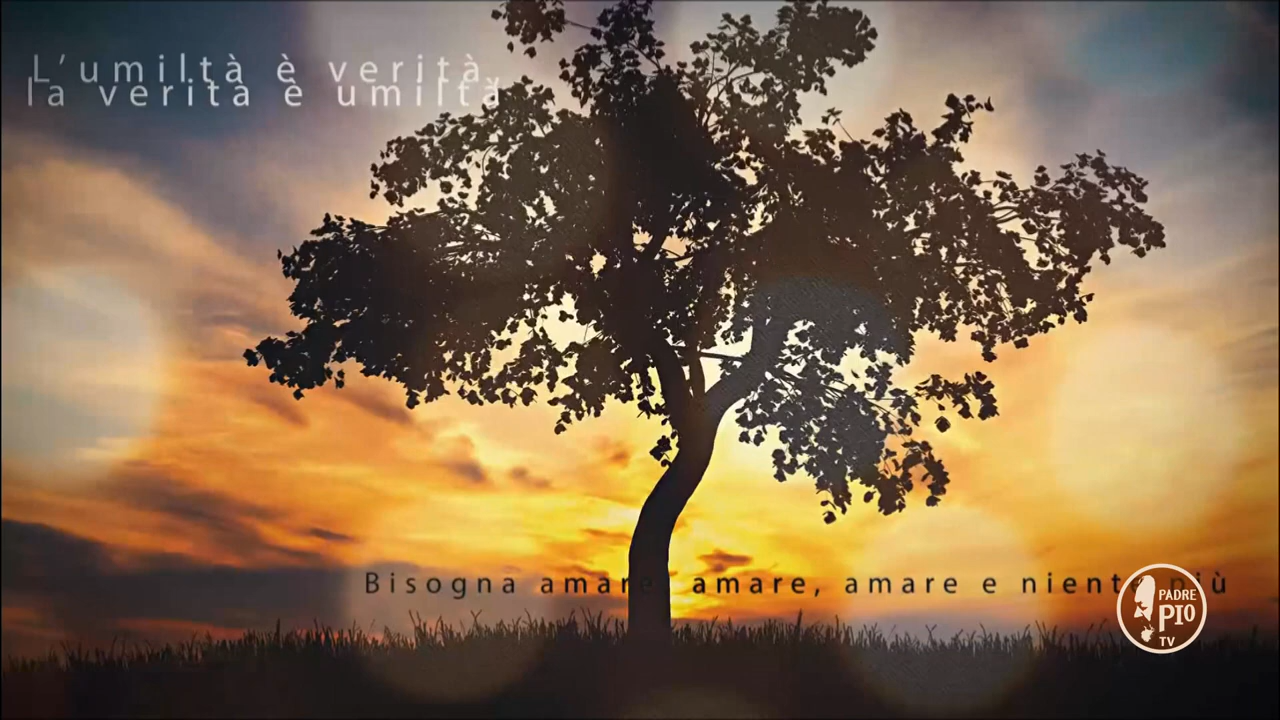 L'umiltà è verità,
la verità è umiltà
Bisogna amare, amare, amare e niente più
PADRE
PIO
TV